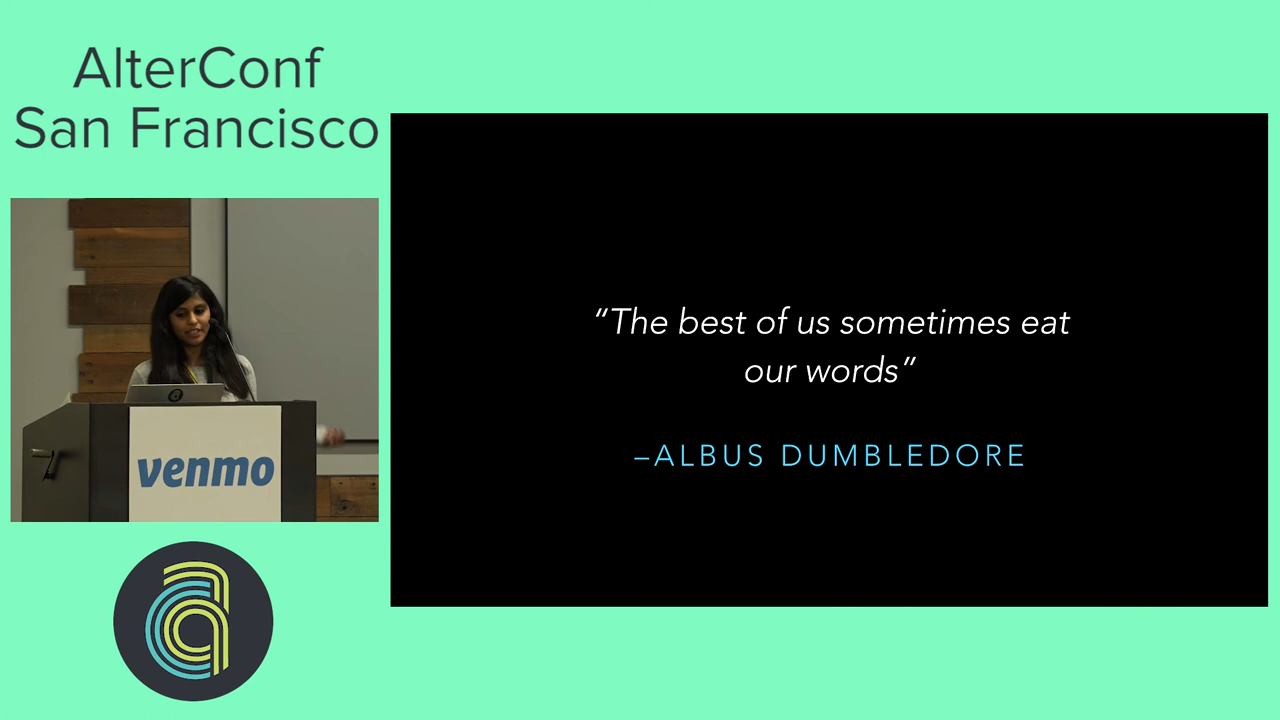 AlterConf
San Francisco
venmo
“The best of us sometimes eat
our words”
–ALBUS DUMBLEDORE